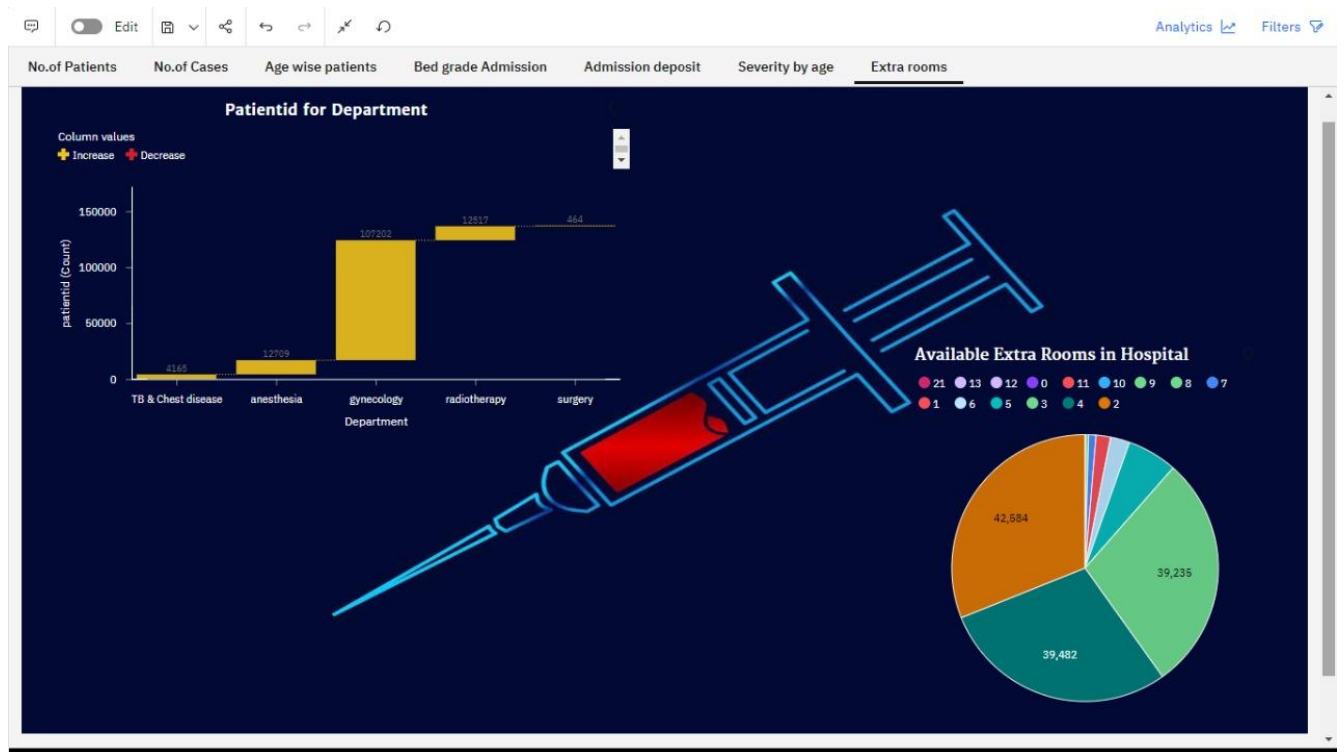 Edit
Analytics
Filters
No.of Patients No.of Cases Age wise patients Bed grade Admission Admission deposit Severity by age Extra rooms
Patientid for Department
Column values
Increase Decrease
150000
100000
50000
0
patientid (Count)
4165
12709
107202
12517
464
TB & Chest disease anesthesia gynecology radiotherapy surgery
Department
Available Extra Rooms in Hospital
21 13 12 0 11 10 9 8 7
1 6 5 3 4 2
42,684
39,235
39,482